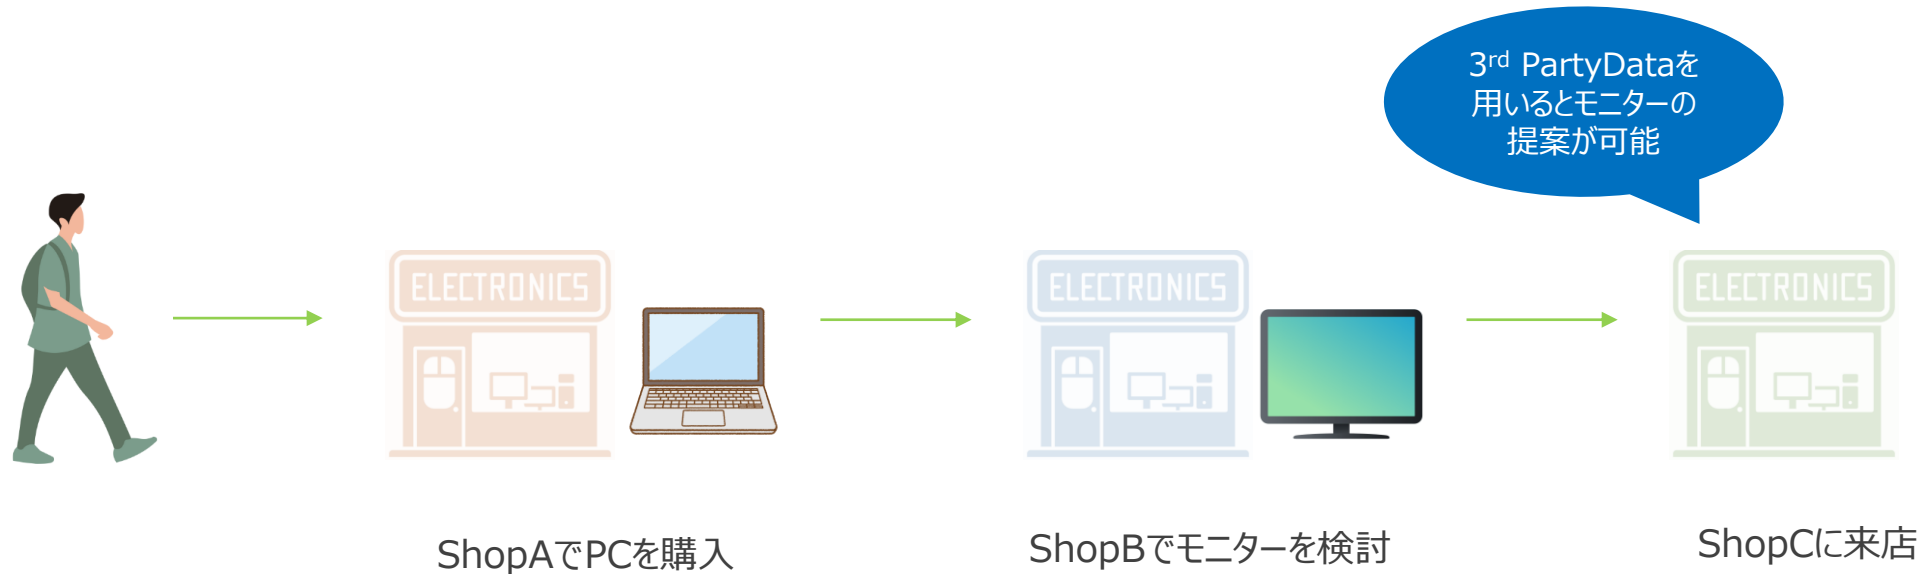 3rd PartyDataを
用いるとモニターの
提案が可能
ELECTRONICS
ELECTRONICS
ELECTRONICS
ShopAでPCを購入
ShopBでモニターを検討
ShopCに来店